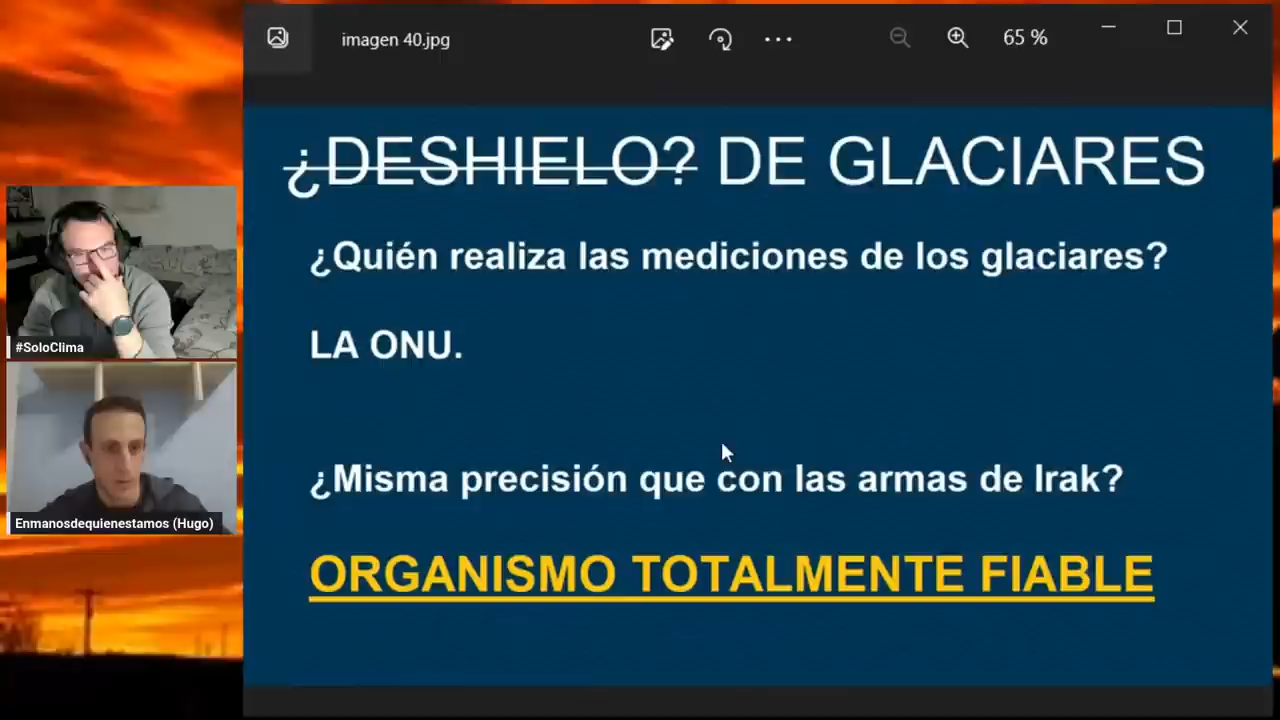 imagen 40.jpg
65 %
¿DESHIELO? DE GLACIARES
¿Quién realiza las mediciones de los glaciares?
LA ONU.
¿Misma precisión que con las armas de Irak?
ORGANISMO TOTALMENTE FIABLE
#SoloClima
Enmanosdequienestamos (Hugo)